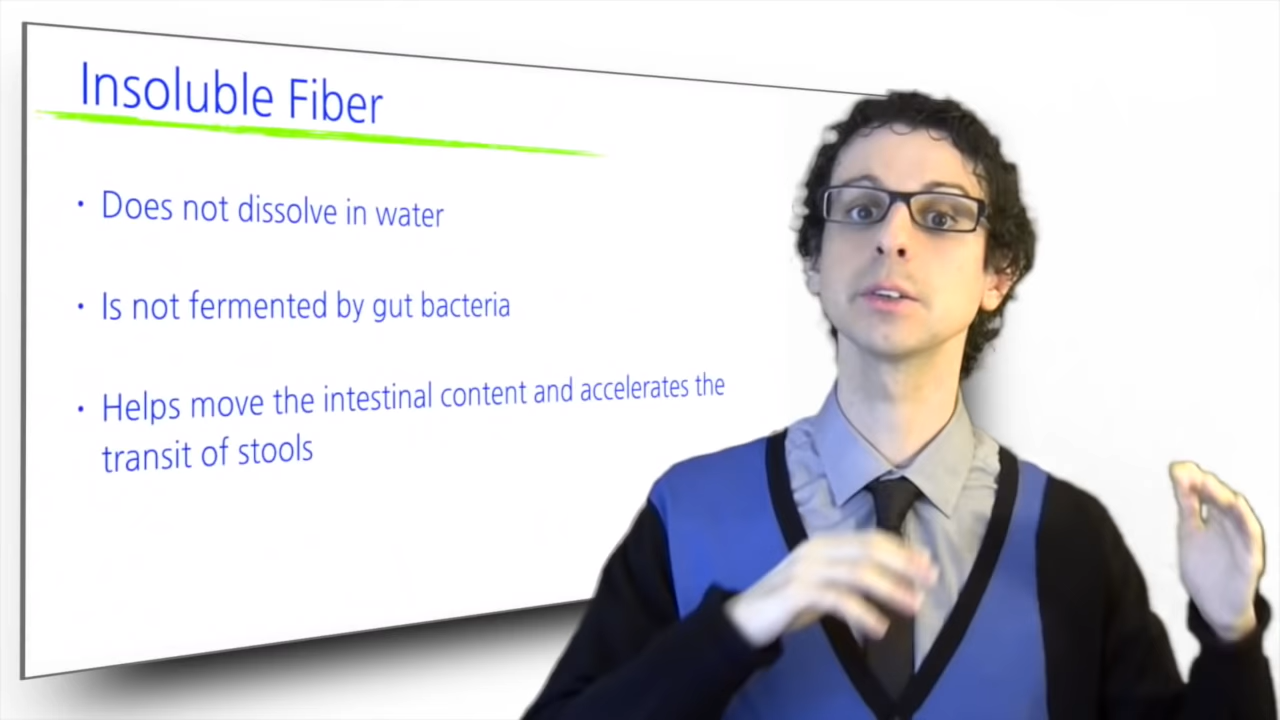 Insoluble Fiber
• Does not dissolve in water
• Is not fermented by gut bacteria
• Helps move the intestinal content and accelerates the
transit of stools